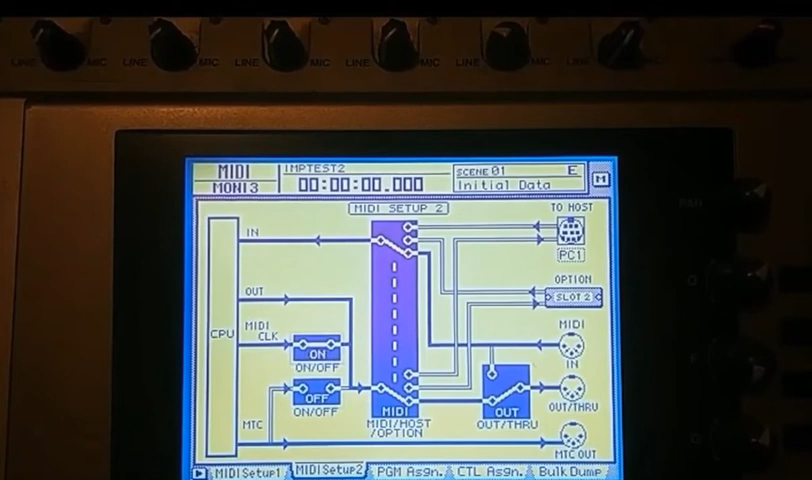 LINE MIC LINE MIC LINE MIC LINE MIC LINE MIC LINE MIC LINE
MIDI IMPTEST2 SCENE 01 E
MONI3 00:00:00.000 Initial Data M
MIDI SETUP 2
TO HOST
IN
PC1
OPTION
OUT
SLOT 2
MIDI
CLK
MIDI
CPU
ON
IN
ON/OFF
OFF
ON/OFF
MIDI
OUT
OUT/THRU
MIDI/HOST
/OPTION
OUT/THRU
MTC
MTC OUT
MIDI Setup1 MIDI Setup2 PGM Asgn. CTL Asgn. Bulk Dump